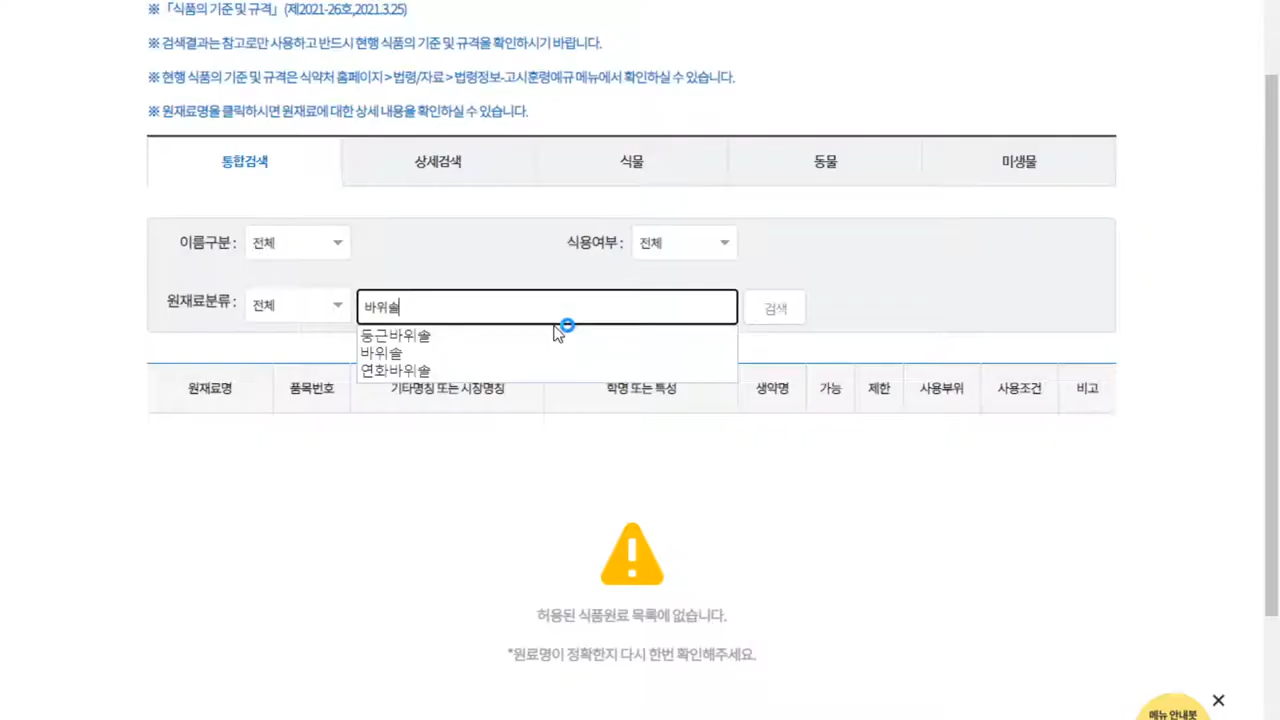 ※「식품의 기준 및 규격」(제2021-26호,2021.3.25)
※ 검색결과는 참고로만 사용하고 반드시 현행 식품의 기준 및 규격을 확인하시기 바랍니다.
※ 현행 식품의 기준 및 규격은 식약처 홈페이지 > 법령/자료 > 법령정보-고시훈령예규 메뉴에서 확인하실 수 있습니다.
※ 원재료명을 클릭하시면 원재료에 대한 상세 내용을 확인하실 수 있습니다.
통합검색 상세검색 식물 동물 미생물
이름구분 : 전체 식용여부 : 전체
원재료분류 : 전체 바위솔 검색
둥근바위솔
바위솔
연화바위솔
원재료명 품목번호 기타명칭 또는 시장명칭 학명 또는 특성 생약명 가능 제한 사용부위 사용조건 비고
허용된 식품원료 목록에 없습니다.
*원료명이 정확한지 다시 한번 확인해주세요.
메뉴 안내봇